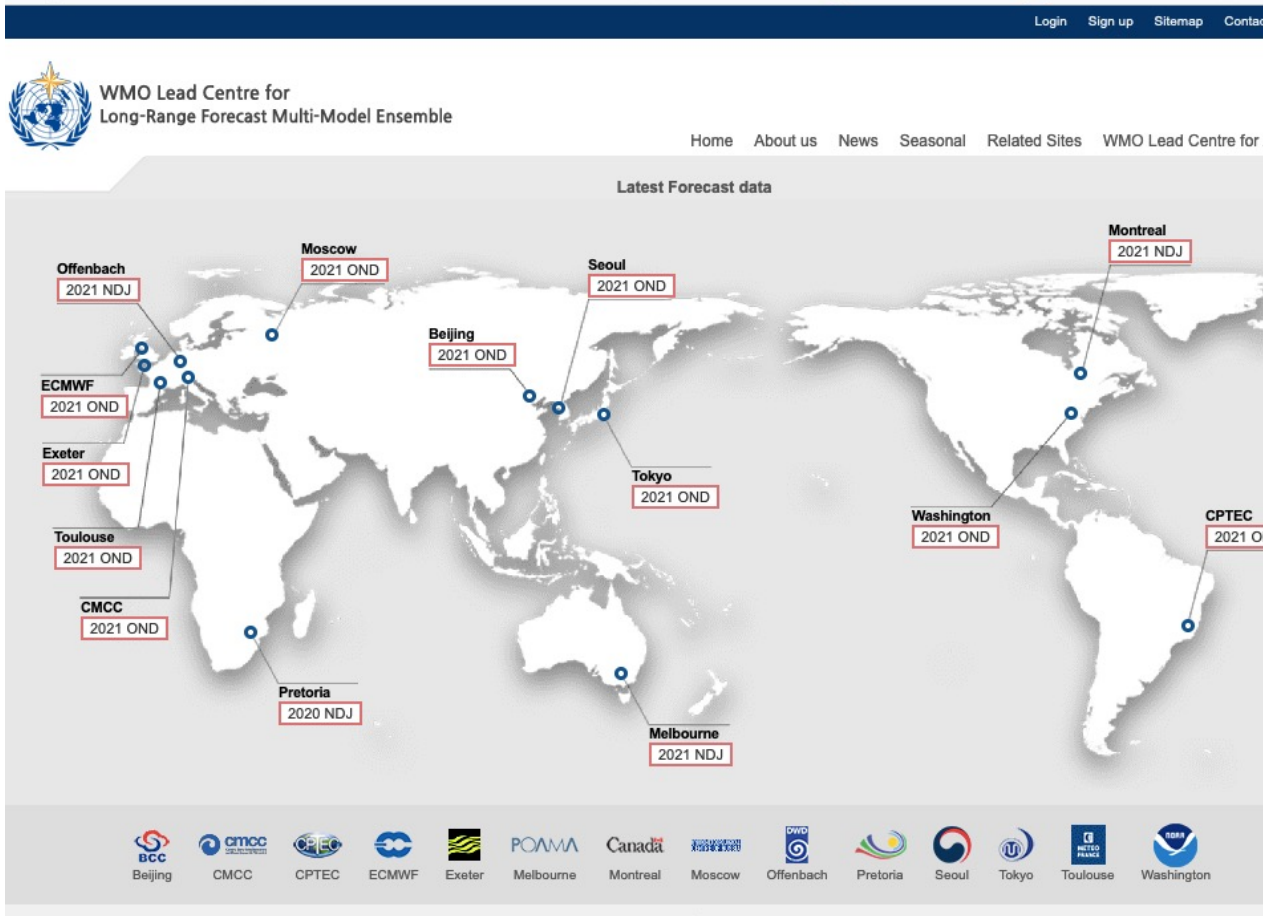 Login Sign up Sitemap
WMO Lead Centre for
Long-Range Forecast Multi-Model Ensemble
Home About us News Seasonal Related Sites WMO Lead Centre for
Latest Forecast data
Offenbach
2021 NDJ
Moscow
2021 OND
Seoul
2021 OND
Montreal
2021 NDJ
Beijing
2021 OND
ECMWF
2021 OND
Exeter
2021 OND
Tokyo
2021 OND
Washington
2021 OND
CPTEC
2021
Toulouse
2021 OND
CMCC
2021 OND
Pretoria
2020 NDJ
Melbourne
2021 NDJ
BCC
cmcc
CPTEC
POAMA
Canada
DWD
METEO
FRANCE
NOAA
Beijing CMCC CPTEC ECMWF Exeter Melbourne Montreal Moscow Offenbach Pretoria Seoul Tokyo Toulouse Washington